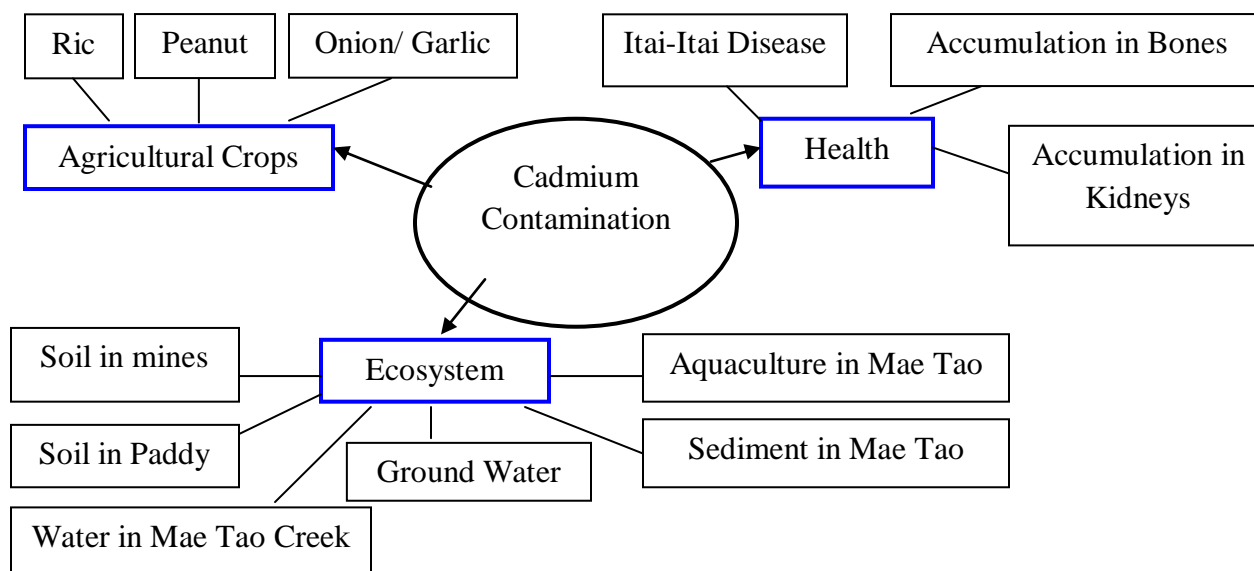 Ric
Peanut
Onion/ Garlic
Itai-Itai Disease
Accumulation in Bones
Agricultural Crops
Cadmium
Contamination
Health
Accumulation in
Kidneys
Soil in mines
Ecosystem
Aquaculture in Mae Tao
Soil in Paddy
Ground Water
Sediment in Mae Tao
Water in Mae Tao Creek